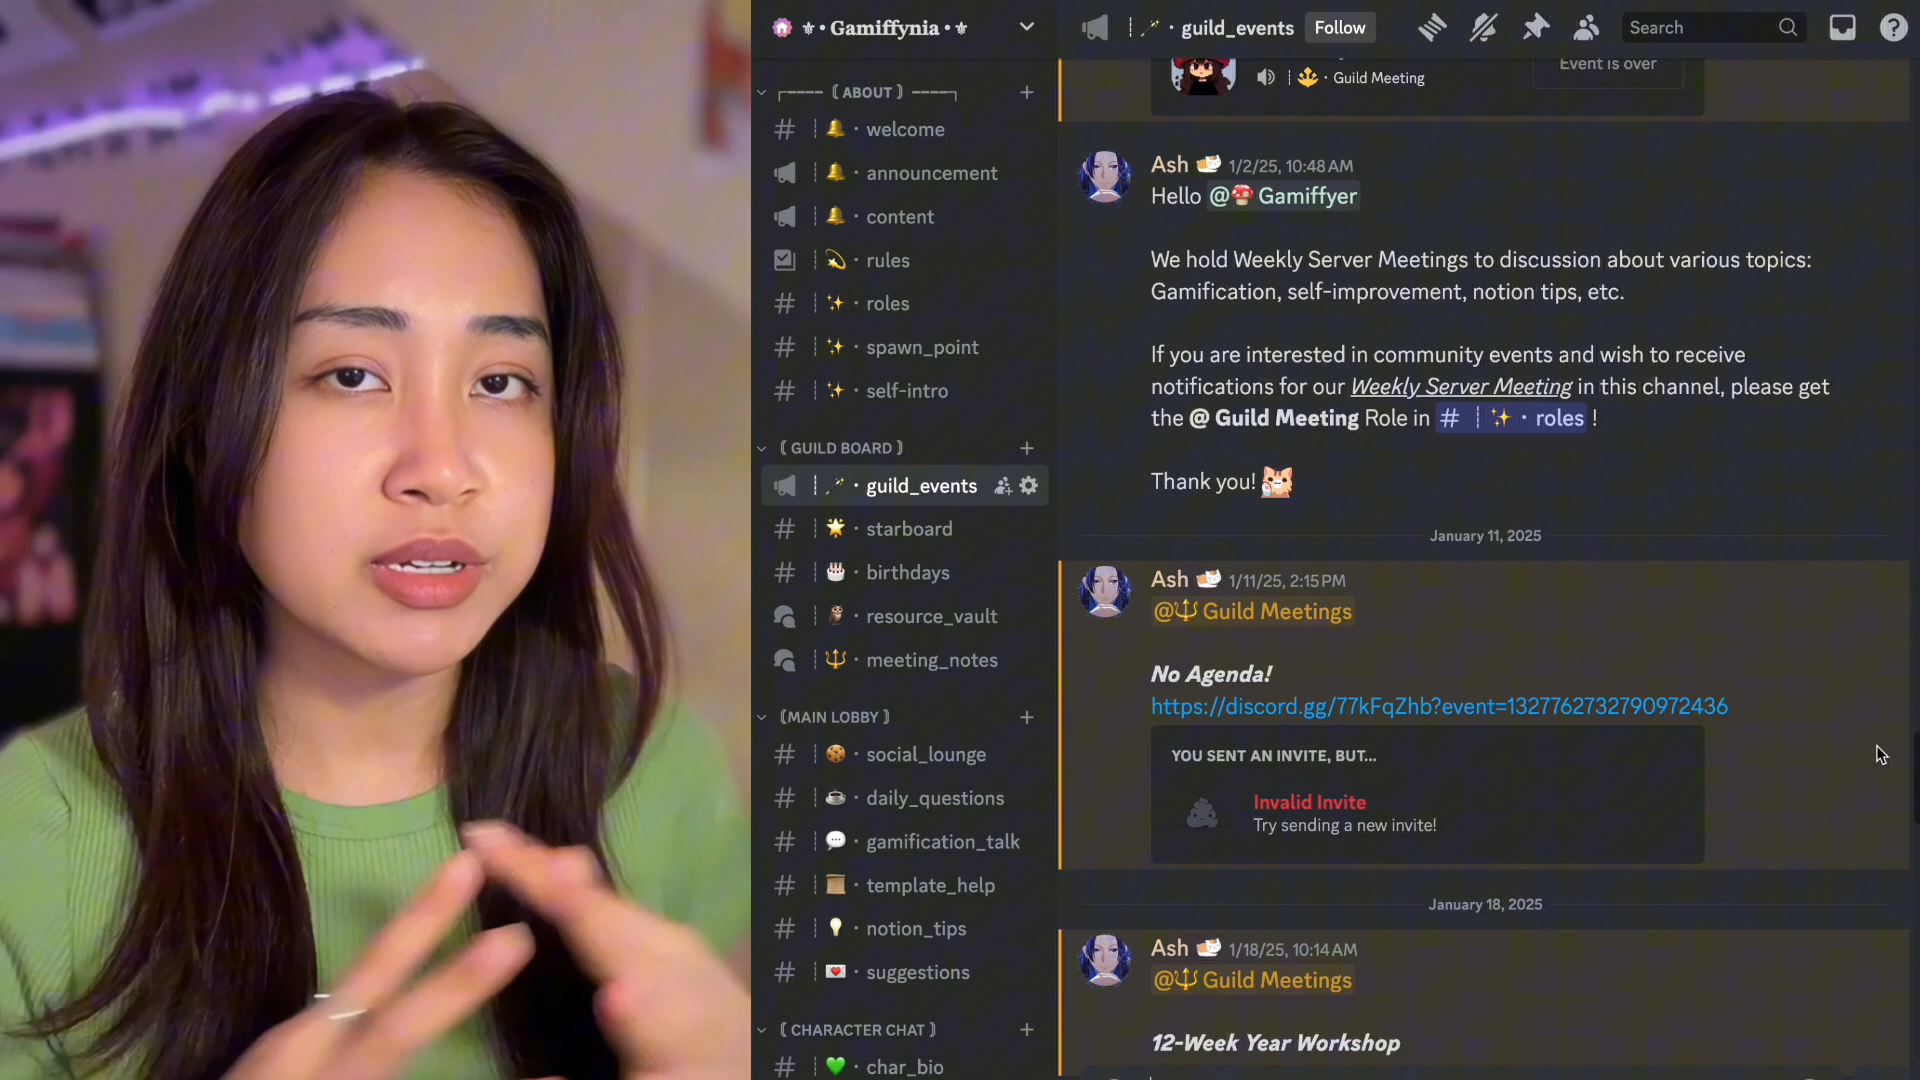 ⚜ • Gamiffynia • ⚜
┌──── ⟬ ABOUT ⟭ ────┐
welcome
announcement
content
rules
roles
spawn_point
self-intro
⟬ GUILD BOARD ⟭
guild_events
starboard
birthdays
resource_vault
meeting_notes
⟬MAIN LOBBY ⟭
social_lounge
daily_questions
gamification_talk
template_help
notion_tips
suggestions
⟬ CHARACTER CHAT ⟭
char_bio
guild_events Follow
Search
Guild Meeting
Event is over
Ash 1/2/25, 10:48 AM
Hello @🍄 Gamiffyer
We hold Weekly Server Meetings to discussion about various topics:
Gamification, self-improvement, notion tips, etc.
If you are interested in community events and wish to receive
notifications for our Weekly Server Meeting in this channel, please get
the @ Guild Meeting Role in # ┊✨・roles !
Thank you!
January 11, 2025
Ash 1/11/25, 2:15 PM
@🔱 Guild Meetings
No Agenda!
https://discord.gg/77kFqZhb?event=1327762732790972436
YOU SENT AN INVITE, BUT...
Invalid Invite
Try sending a new invite!
January 18, 2025
Ash 1/18/25, 10:14 AM
@🔱 Guild Meetings
12-Week Year Workshop